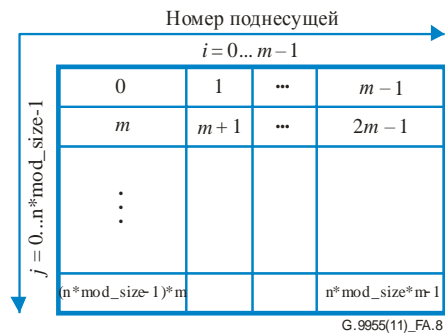 Номер поднесущей
i = 0... m – 1
j = 0...n*mod_size-1
0 1 ... m – 1
m m + 1 ... 2m – 1
⋮
(n*mod_size-1)*m n*mod_size*m-1
G.9955(11)_FA.8